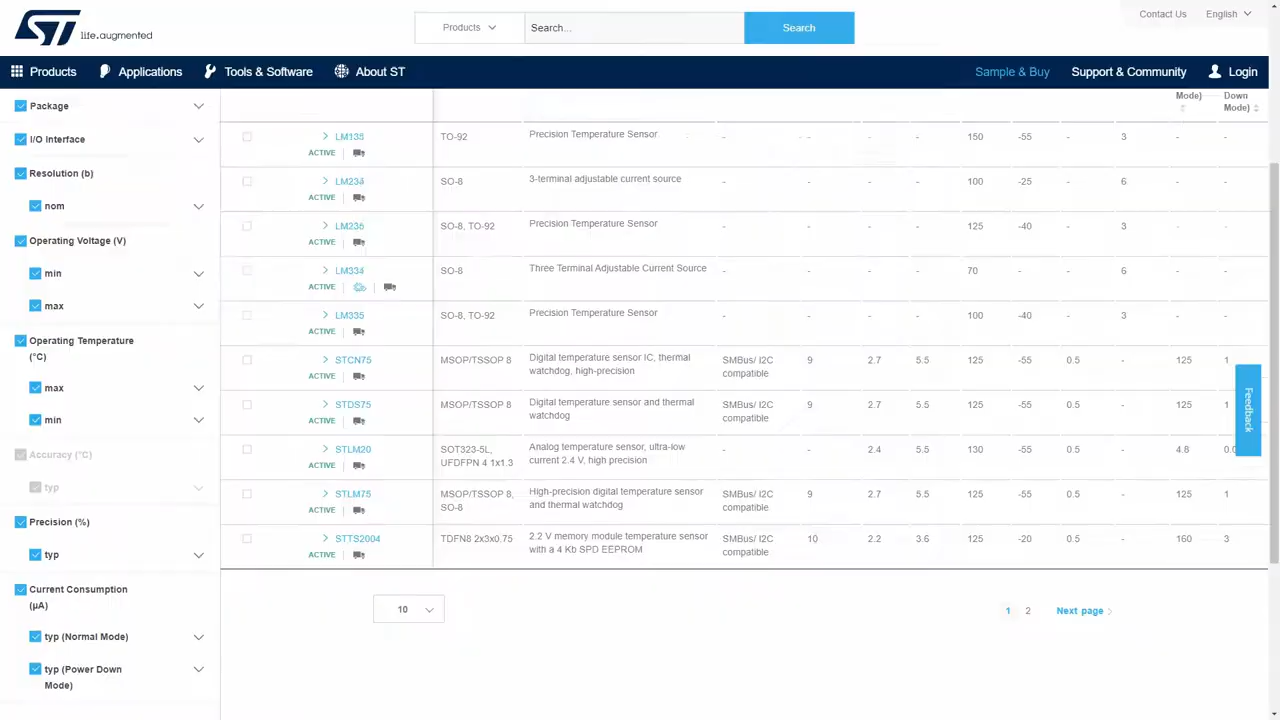 ST life.augmented
Products Search... Search
Contact Us English
Products Applications Tools & Software About ST Sample & Buy Support & Community Login
Package
I/O Interface
Resolution (b)
nom
Operating Voltage (V)
min
max
Operating Temperature
(°C)
max
min
Accuracy (°C)
typ
Precision (%)
typ
Current Consumption
(µA)
typ (Normal Mode)
typ (Power Down
Mode)
Mode) Down
Mode)
LM135 TO-92 Precision Temperature Sensor - - - - 150 -55 - 3 - -
ACTIVE
LM234 SO-8 3-terminal adjustable current source - - - - 100 -25 - 6 - -
ACTIVE
LM235 SO-8, TO-92 Precision Temperature Sensor - - - - 125 -40 - 3 - -
ACTIVE
LM334 SO-8 Three Terminal Adjustable Current Source - - - - 70 - - 6 - -
ACTIVE
LM335 SO-8, TO-92 Precision Temperature Sensor - - - - 100 -40 - 3 - -
ACTIVE
STCN75 MSOP/TSSOP 8 Digital temperature sensor IC, thermal SMBus/ I2C 9 2.7 5.5 125 -55 0.5 - 125 1
ACTIVE watchdog, high-precision compatible
STDS75 MSOP/TSSOP 8 Digital temperature sensor and thermal SMBus/ I2C 9 2.7 5.5 125 -55 0.5 - 125 1
ACTIVE watchdog compatible
STLM20 SOT323-5L, Analog temperature sensor, ultra-low - - 2.4 5.5 130 -55 0.5 - 4.8
ACTIVE UFDFPN 4 1x1.3 current 2.4 V, high precision
STLM75 MSOP/TSSOP 8, High-precision digital temperature sensor SMBus/ I2C 9 2.7 5.5 125 -55 0.5 - 125 1
ACTIVE SO-8 and thermal watchdog compatible
STTS2004 TDFN8 2x3x0.75 2.2 V memory module temperature sensor SMBus/ I2C 10 2.2 3.6 125 -20 0.5 - 160 3
ACTIVE with a 4 Kb SPD EEPROM compatible
10
1 2 Next page
Feedback